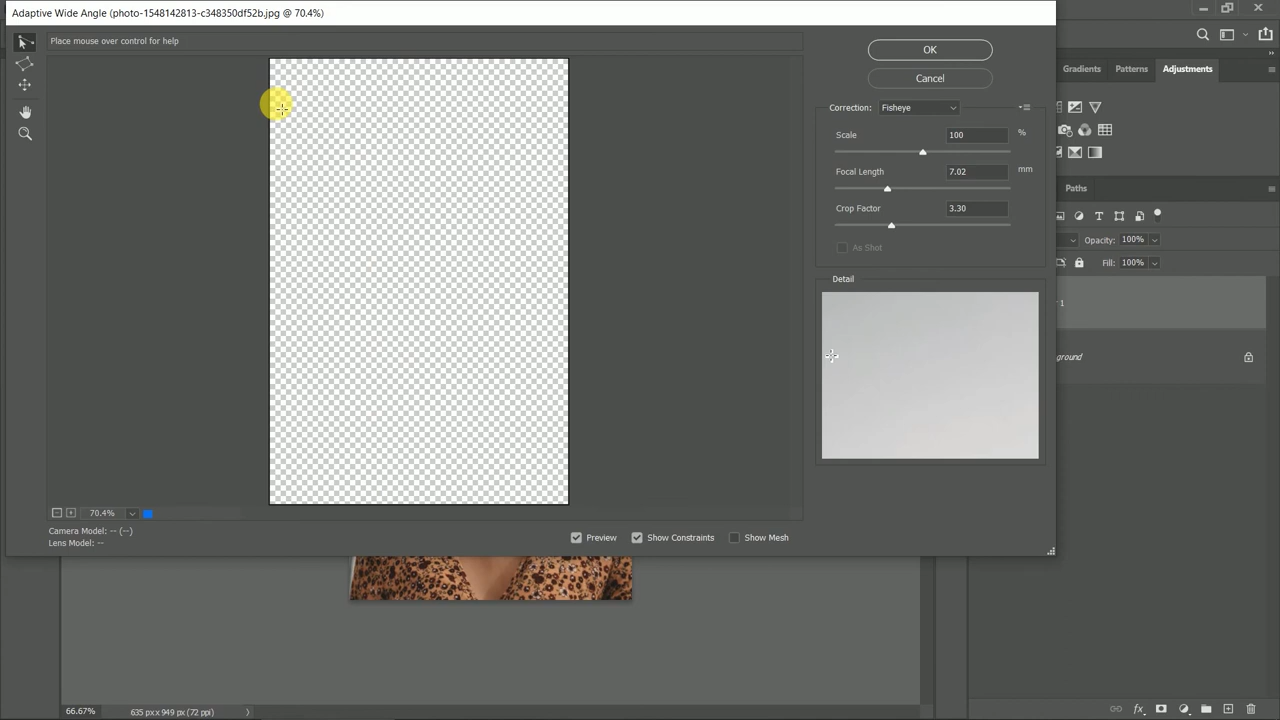 Adaptive Wide Angle (photo-1548142813-c348350df52b.jpg @ 70.4%)
Place mouse over control for help
OK
Cancel
Correction: Fisheye
Scale 100 %
Focal Length 7.02 mm
Crop Factor 3.30
As Shot
Detail
70.4%
Camera Model: -- (--)
Lens Model: --
Preview Show Constraints Show Mesh
Gradients Patterns Adjustments
Paths
Opacity: 100%
Fill: 100%
1
ground
fx
66.67% 635 px x 949 px (72 ppi)